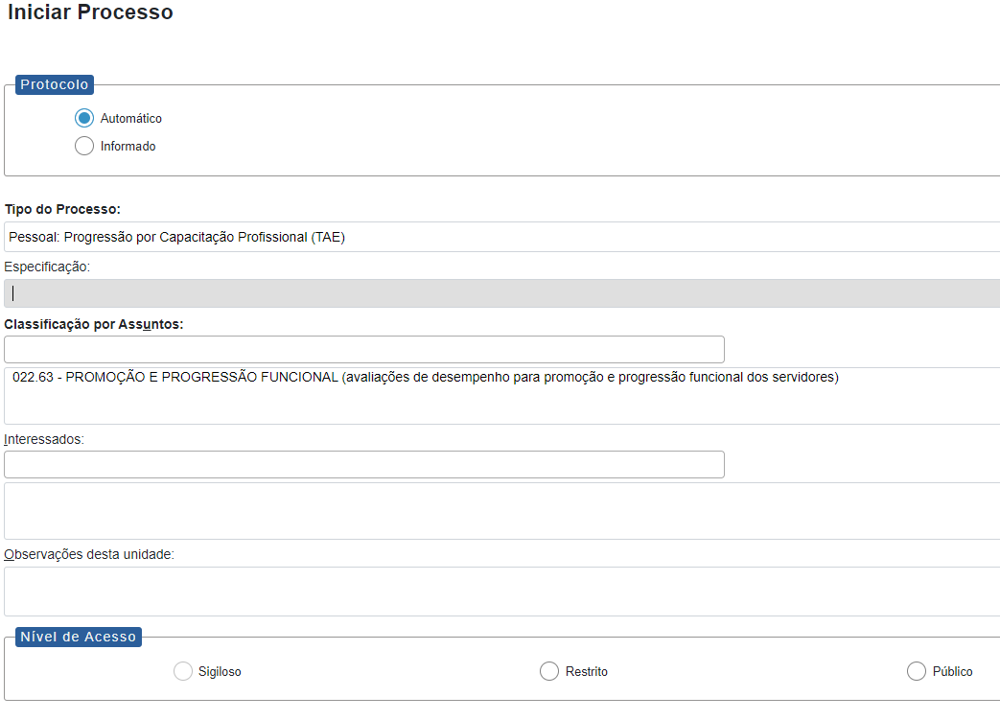 Iniciar Processo
Protocolo
Automático
Informado
Tipo do Processo:
Pessoal: Progressão por Capacitação Profissional (TAE)
Especificação:
Classificação por Assuntos:
022.63 - PROMOÇÃO E PROGRESSÃO FUNCIONAL (avaliações de desempenho para promoção e progressão funcional dos servidores)
Interessados:
Observações desta unidade:
Nível de Acesso
Sigiloso Restrito Público